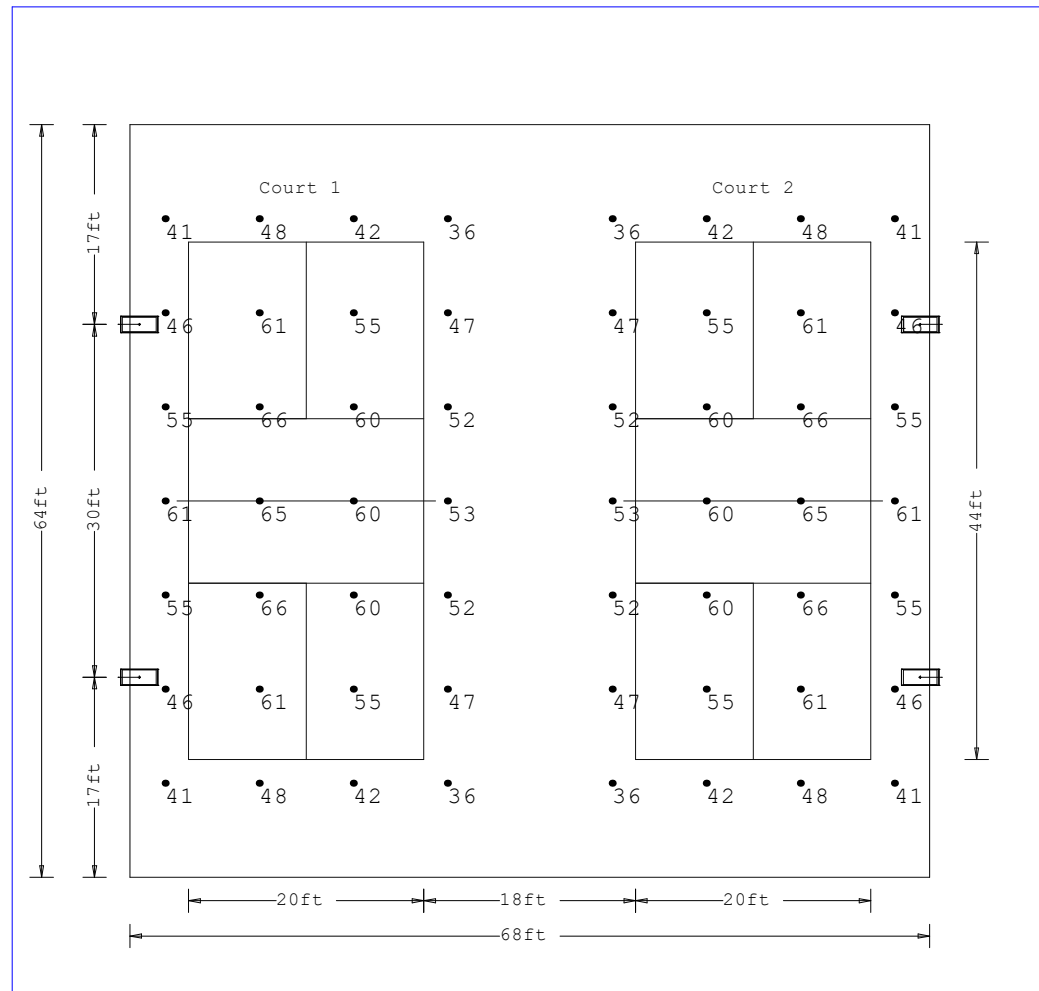 Court 1 Court 2
17ft
41 48 42 36 36 42 48 41
46 61 55 47 47 55 61 46
55 66 60 52 52 60 66 55
64ft 30ft 61 65 60 53 53 60 65 61 44ft
55 66 60 52 52 60 66 55
46 61 55 47 47 55 61 46
17ft 41 48 42 36 36 42 48 41
20ft 18ft 20ft
68ft